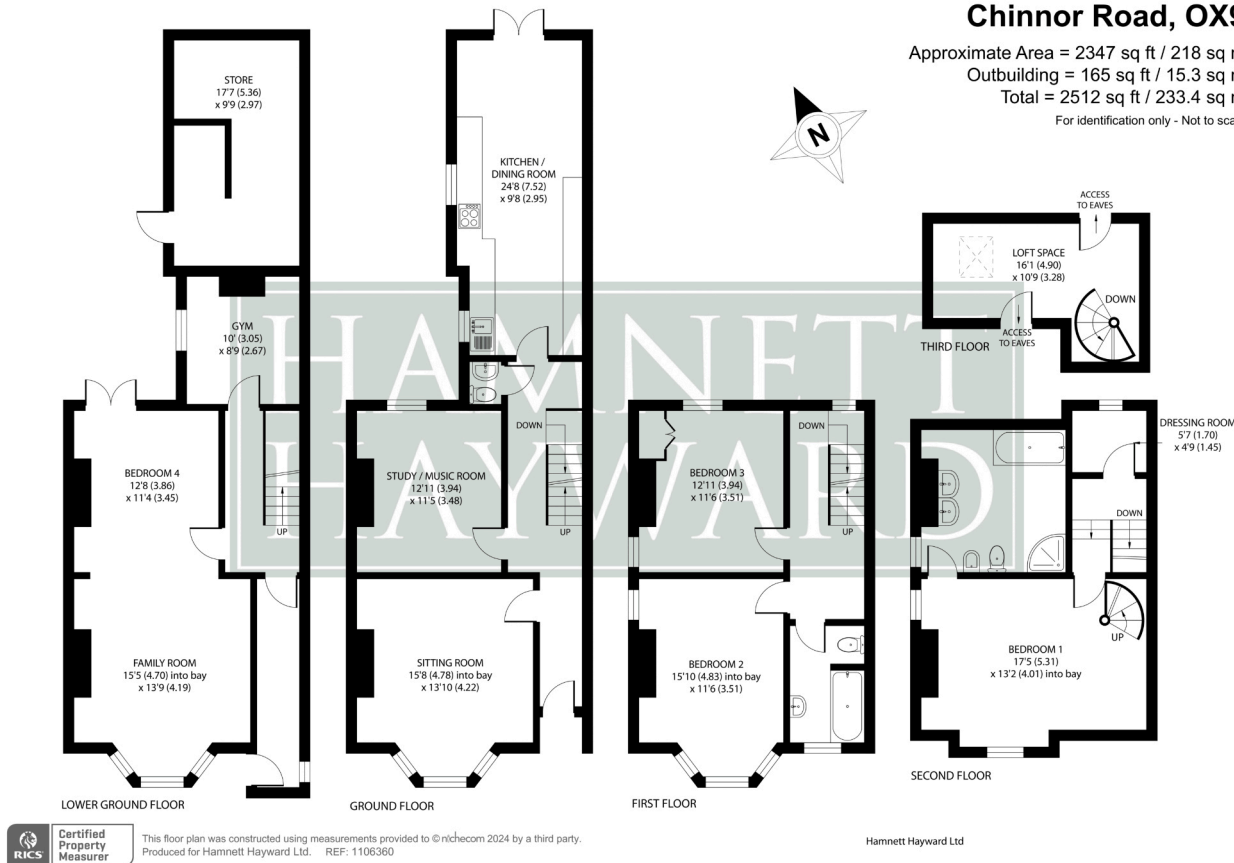 Chinnor Road, OX9
Approximate Area = 2347 sq ft / 218 sq m
Outbuilding = 165 sq ft / 15.3 sq m
Total = 2512 sq ft / 233.4 sq m
For identification only - Not to sca
STORE
17'7 (5.36)
x 9'9 (2.97)
KITCHEN /
DINING ROOM
24'8 (7.52)
x 9'8 (2.95)
N
ACCESS
TO EAVES
LOFT SPACE
16'1 (4.90)
x 10'9 (3.28)
DOWN
ACCESS
TO EAVES
THIRD FLOOR
GYM
10' (3.05)
x 8'9 (2.67)
HAMNETT
HAYWARD
BEDROOM 4
12'8 (3.86)
x 11'4 (3.45)
UP
STUDY / MUSIC ROOM
12'11 (3.94)
x 11'5 (3.48)
DOWN
UP
BEDROOM 3
12'11 (3.94)
x 11'6 (3.51)
DOWN
UP
DRESSING ROOM
5'7 (1.70)
x 4'9 (1.45)
DOWN
FAMILY ROOM
15'5 (4.70) into bay
x 13'9 (4.19)
SITTING ROOM
15'8 (4.78) into bay
x 13'10 (4.22)
BEDROOM 2
15'10 (4.83) into bay
x 11'6 (3.51)
BEDROOM 1
17'5 (5.31)
x 13'2 (4.01) into bay
UP
LOWER GROUND FLOOR
GROUND FLOOR
FIRST FLOOR
SECOND FLOOR
RICS
Certified
Property
Measurer
This floor plan was constructed using measurements provided to © nichecom 2024 by a third party.
Produced for Hamnett Hayward Ltd. REF: 1106360
Hamnett Hayward Ltd